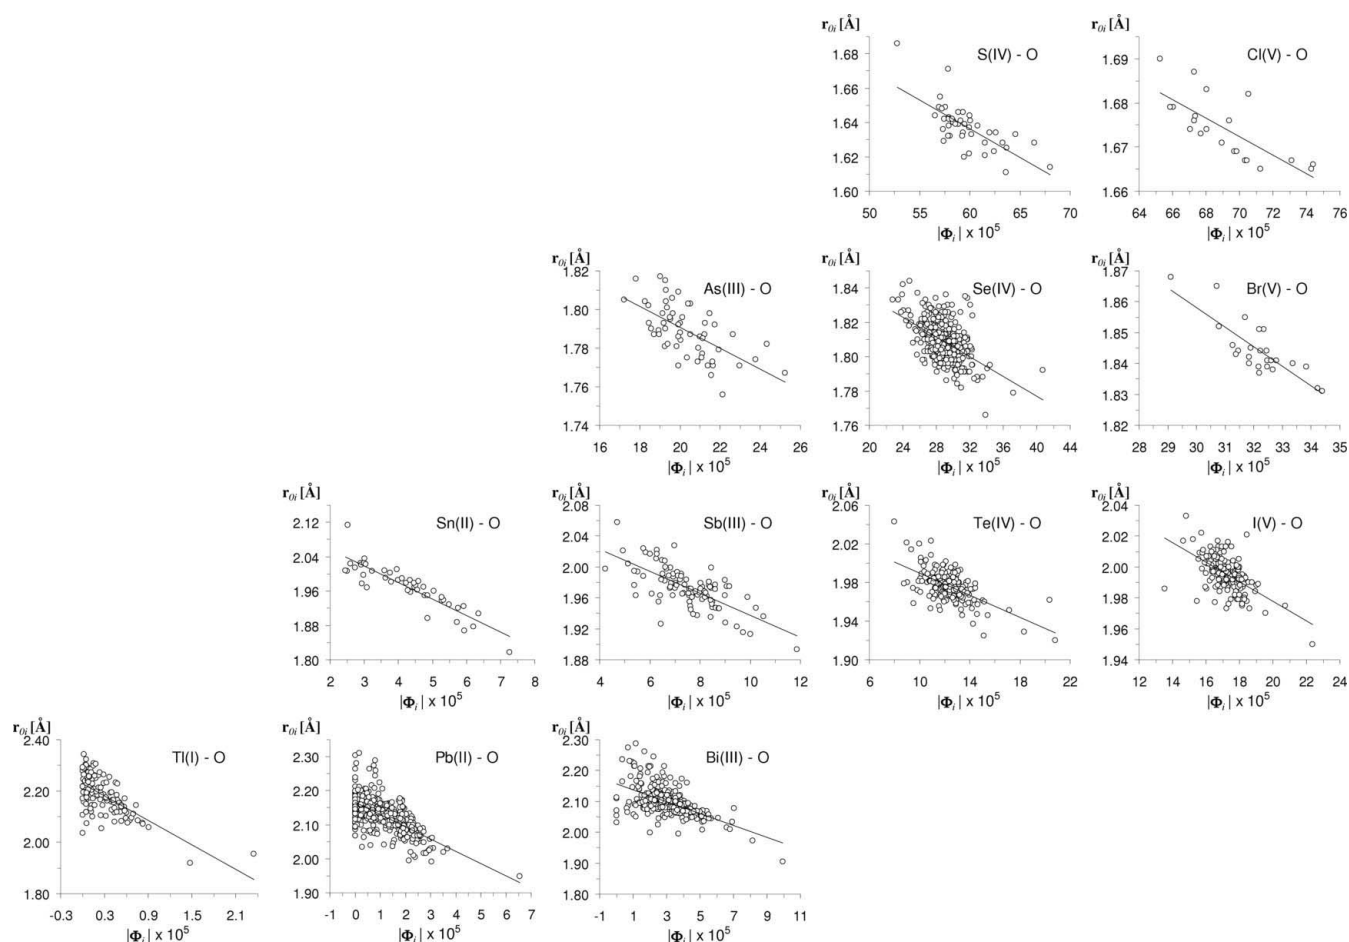 r0i [Å] r0i [Å]
1.70 1.70
S(IV) - O Cl(V) - O
1.68 1.69
1.66 1.68
1.64
1.62 1.67
1.60 1.66
50 55 60 65 70 64 66 68 70 72 74 76
|Φi| x 10^5 |Φi| x 10^5
r0i [Å] r0i [Å] r0i [Å]
1.82 1.86 1.87
As(III) - O Se(IV) - O Br(V) - O
1.80 1.84 1.86
1.78 1.82 1.85
1.76 1.80 1.84
1.78 1.83
1.74 1.76 1.82
16 18 20 22 24 26 22 24 28 32 36 40 44 28 29 30 31 32 33 34 35
|Φi| x 10^5 |Φi| x 10^5 |Φi| x 10^5
r0i [Å] r0i [Å] r0i [Å] r0i [Å]
2.12 2.08 2.06 2.04
Sn(II) - O Sb(III) - O Te(IV) - O I(V) - O
2.04 2.04 2.02 2.02
1.96 2.00 1.98 2.00
1.88 1.96 1.94 1.98
1.92 1.96
1.80 1.88 1.90 1.94
2 3 4 5 6 7 8 4 6 8 10 12 6 10 14 18 22 12 14 16 18 20 22 24
|Φi| x 10^5 |Φi| x 10^5 |Φi| x 10^5 |Φi| x 10^5
r0i [Å] r0i [Å] r0i [Å]
2.40 2.30 2.30
Tl(I) - O Pb(II) - O Bi(III) - O
2.20 2.20 2.20
2.10 2.10
2.00 2.00 2.00
1.80 1.90 1.90 1.80
-0.3 0.3 0.9 1.5 2.1 -1 0 1 2 3 4 5 6 7 -1 1 3 5 7 9 11
|Φi| x 10^5 |Φi| x 10^5 |Φi| x 10^5